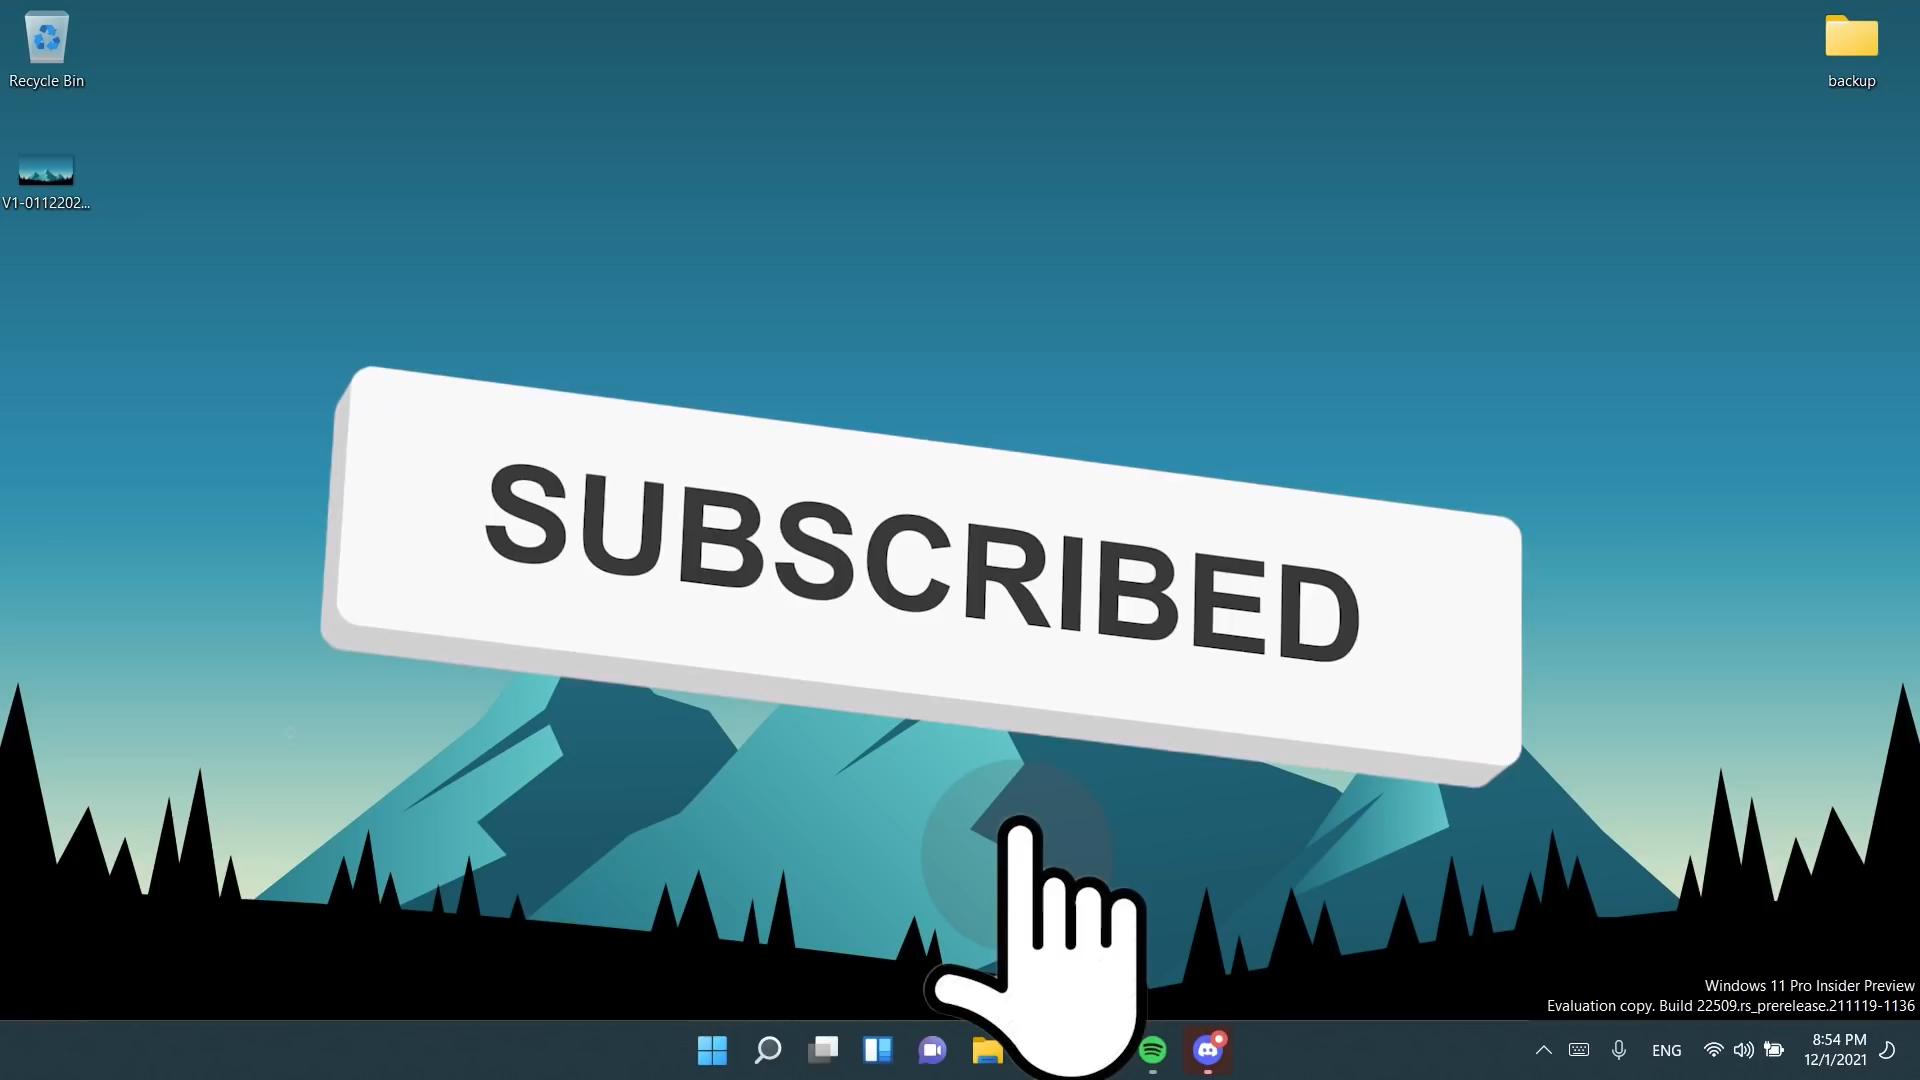 Recycle Bin
backup
V1-0112202...
SUBSCRIBED
Windows 11 Pro Insider Preview
Evaluation copy. Build 22509.rs_prerelease.211119-1136
ENG
8:54 PM
12/1/2021